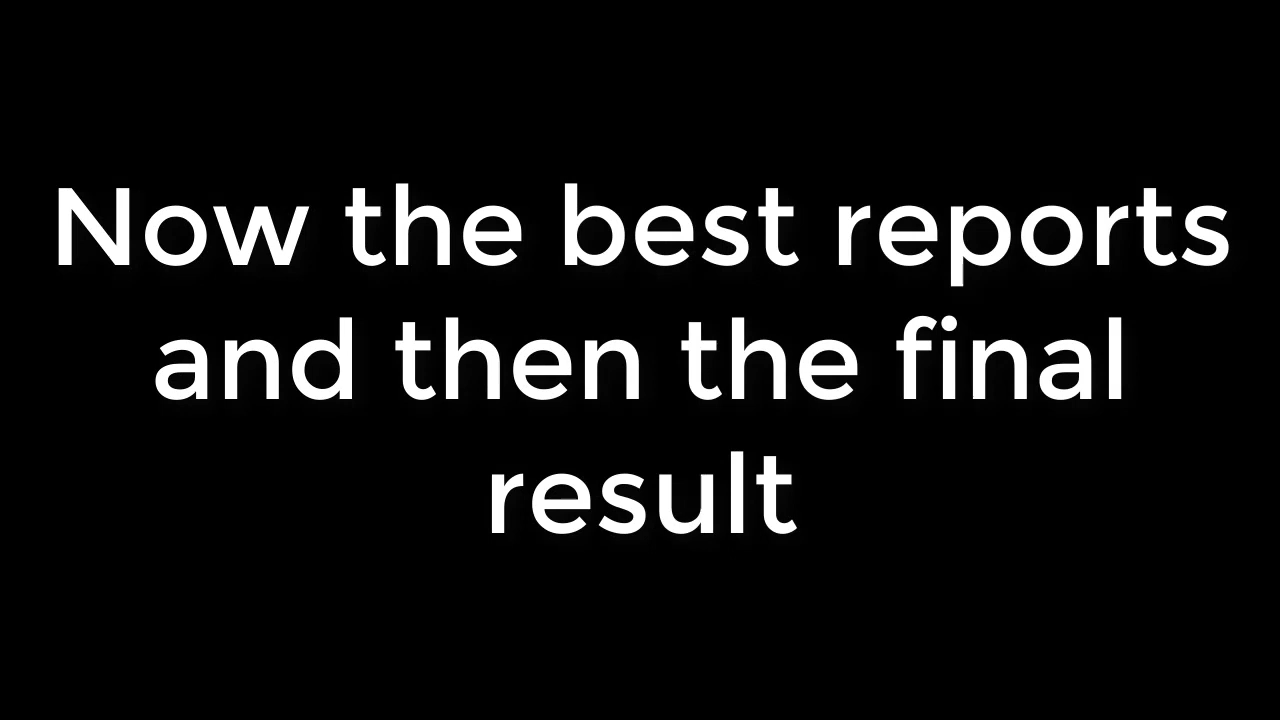 Now the best reports
and then the final
result